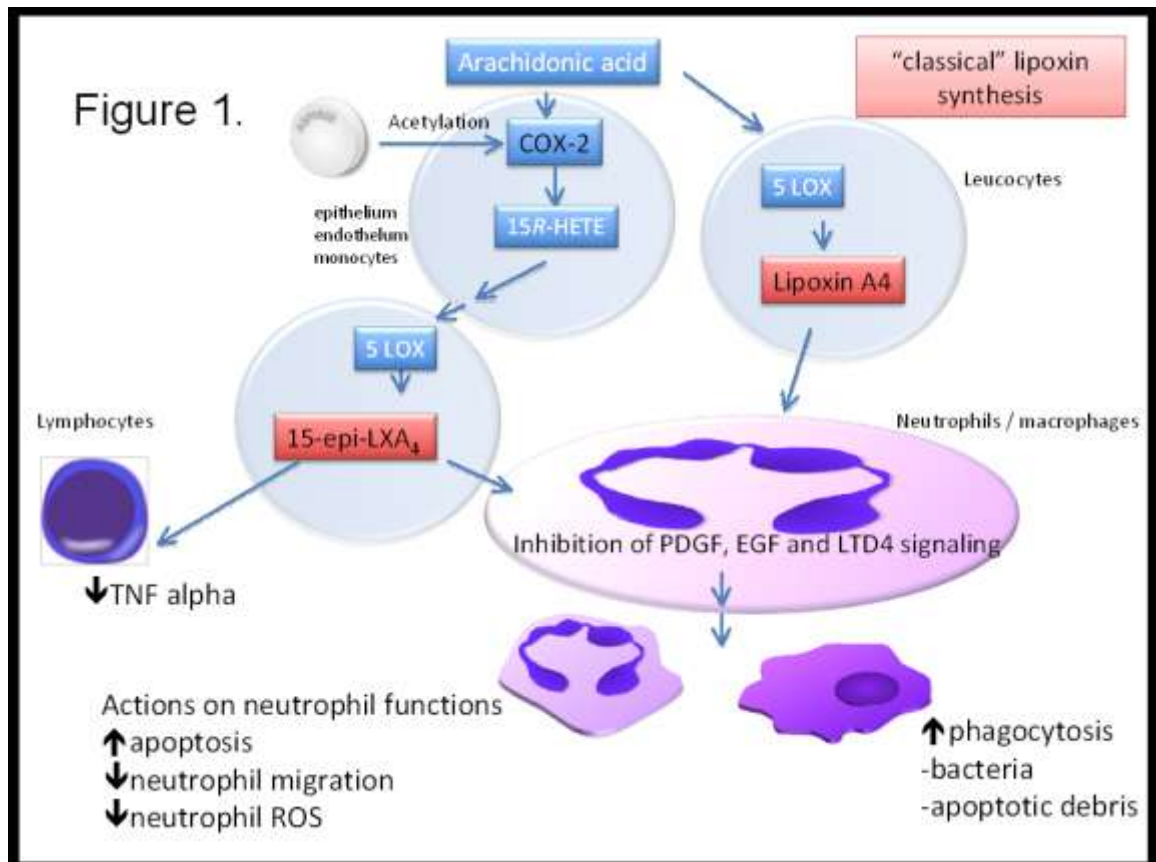 Figure 1.
Arachidonic acid
"classical" lipoxin
synthesis
Acetylation
COX-2
15R-HETE
epithelium
endothelum
monocytes
5 LOX
Leucocytes
Lipoxin A4
5 LOX
15-epi-LXA₄
Lymphocytes
Neutrophils / macrophages
Inhibition of PDGF, EGF and LTD4 signaling
↓TNF alpha
Actions on neutrophil functions
↑apoptosis
↓neutrophil migration
↓neutrophil ROS
↑phagocytosis
-bacteria
-apoptotic debris